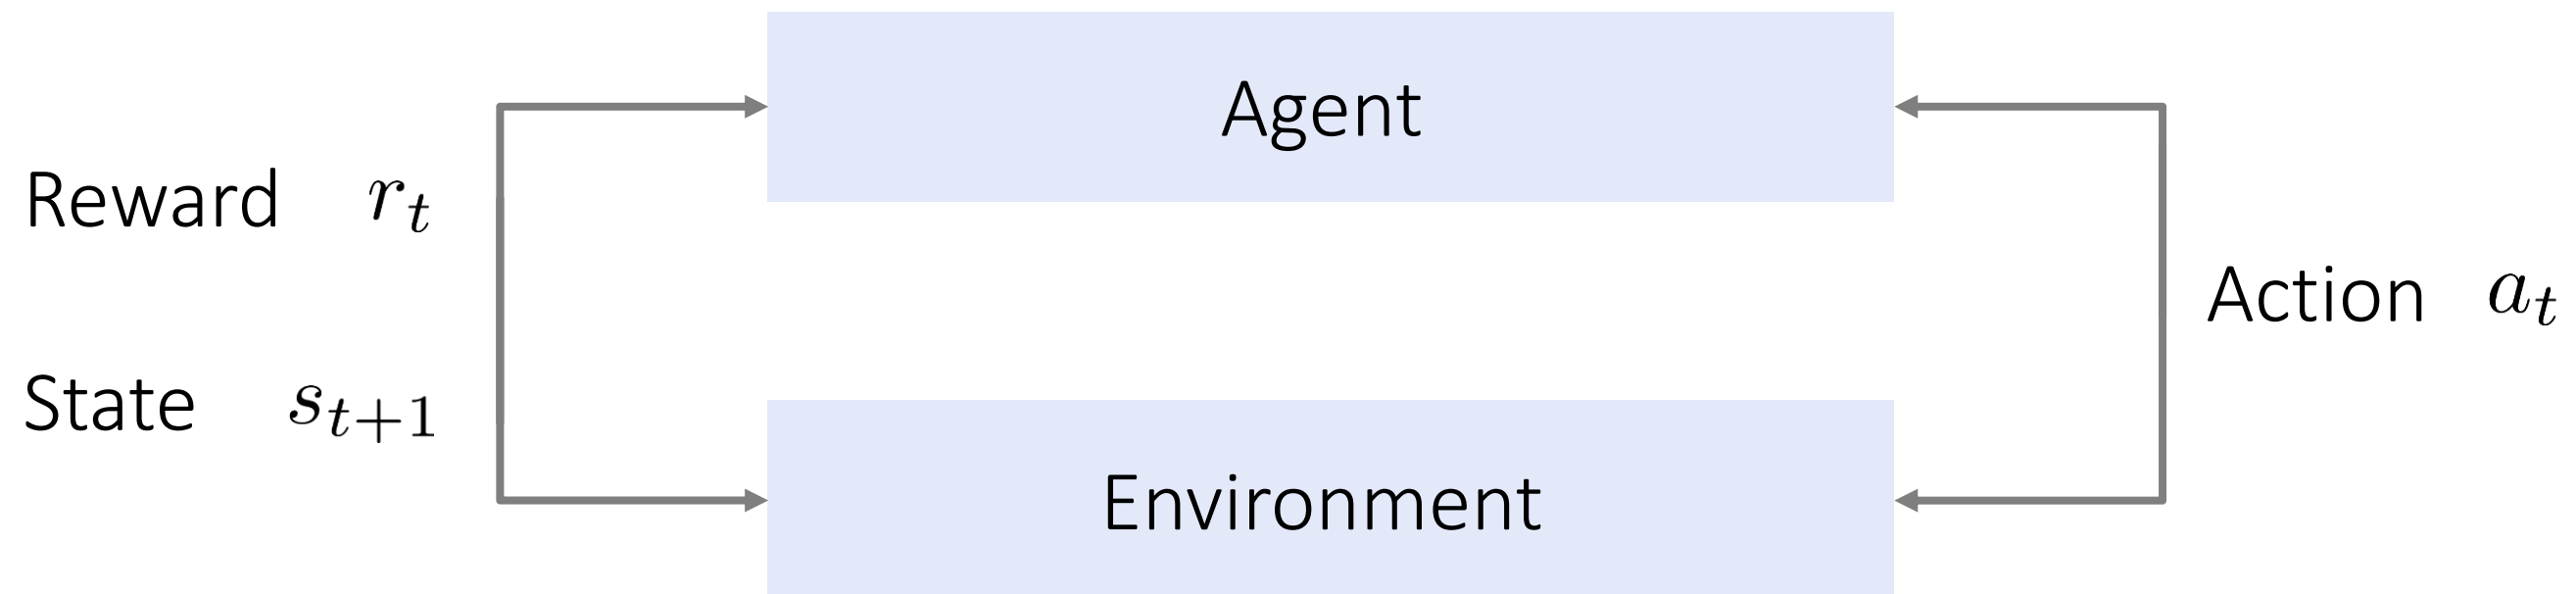 Agent
Reward r_t
Action a_t
State s_{t+1}
Environment